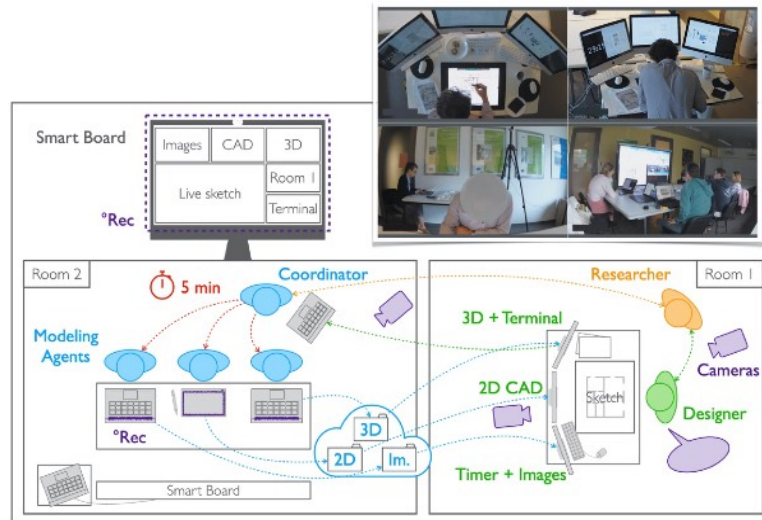 Smart Board
Images
CAD
3D
Live sketch
Room 1
Terminal
°Rec
Room 2
5 min
Coordinator
Modeling
Agents
°Rec
3D
2D
Im.
Smart Board
Researcher
Room 1
3D + Terminal
2D CAD
Sketch
Cameras
Designer
Timer + Images